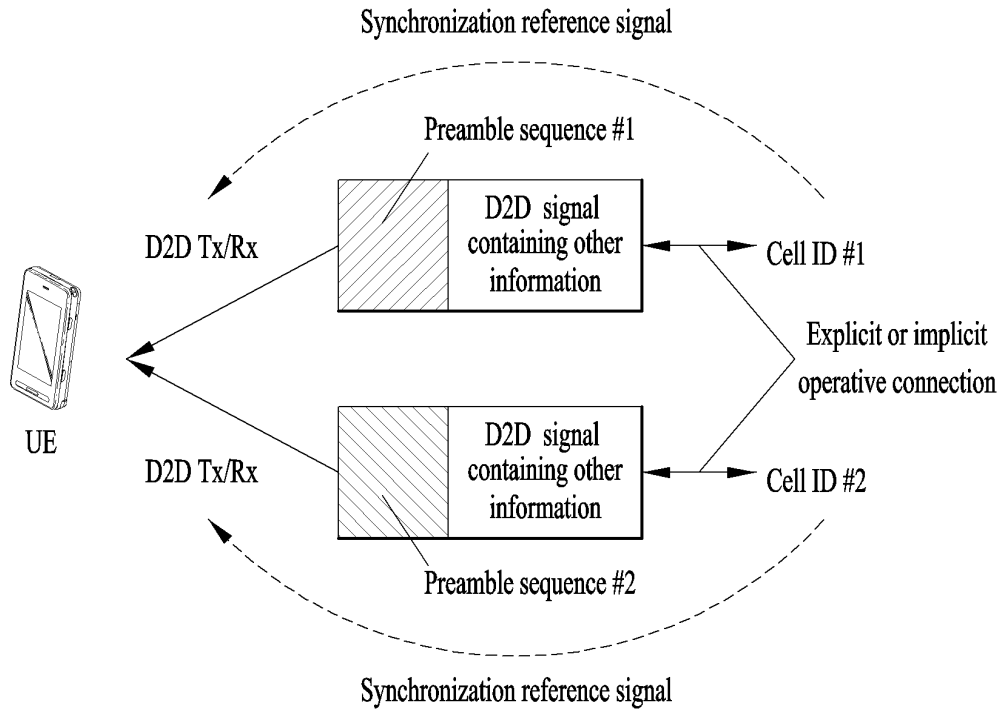 Synchronization reference signal
Preamble sequence #1
D2D signal
containing other
information
D2D Tx/Rx
Cell ID #1
Explicit or implicit
operative connection
UE
D2D signal
containing other
information
D2D Tx/Rx
Cell ID #2
Preamble sequence #2
Synchronization reference signal